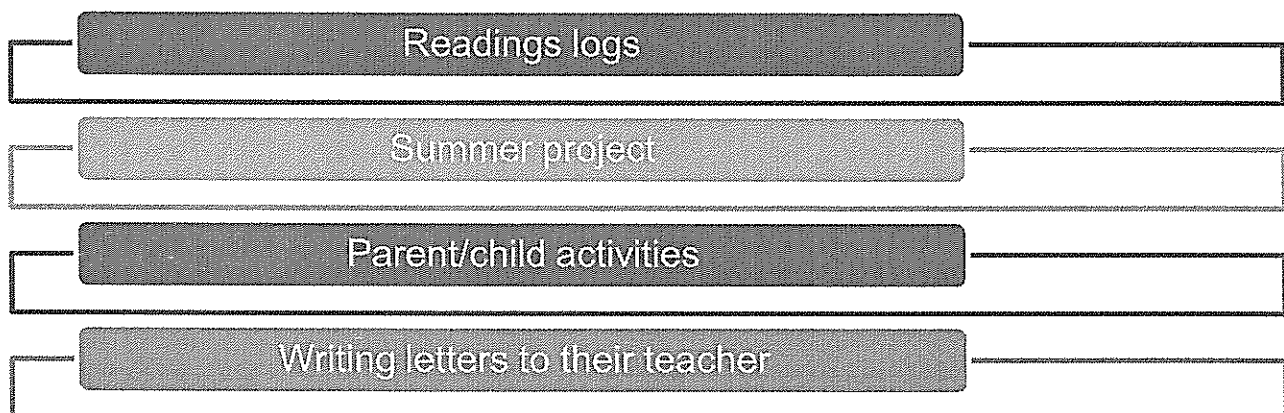 Readings logs
Summer project
Parent/child activities
Writing letters to their teacher